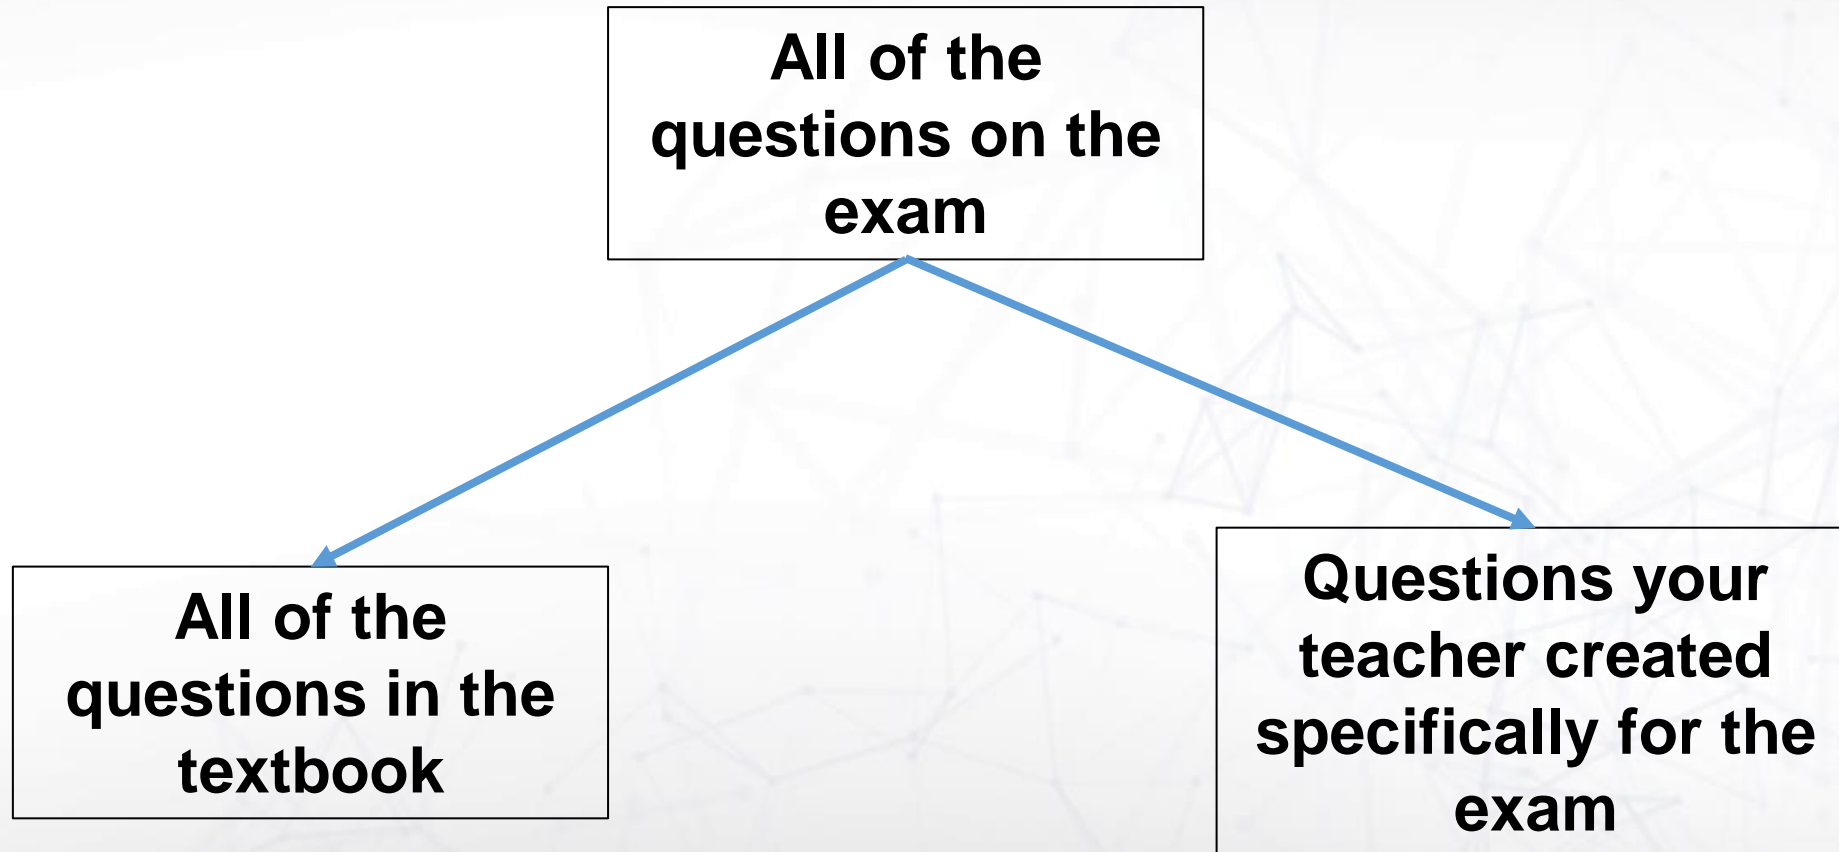 All of the
questions on the
exam
All of the
questions in the
textbook
Questions your
teacher created
specifically for the
exam